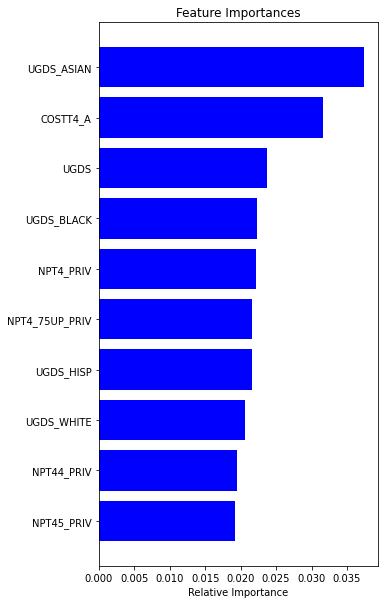 Feature Importances
UGDS_ASIAN
COSTT4_A
UGDS
UGDS_BLACK
NPT4_PRIV
NPT4_75UP_PRIV
UGDS_HISP
UGDS_WHITE
NPT44_PRIV
NPT45_PRIV
0.000 0.005 0.010 0.015 0.020 0.025 0.030 0.035
Relative Importance